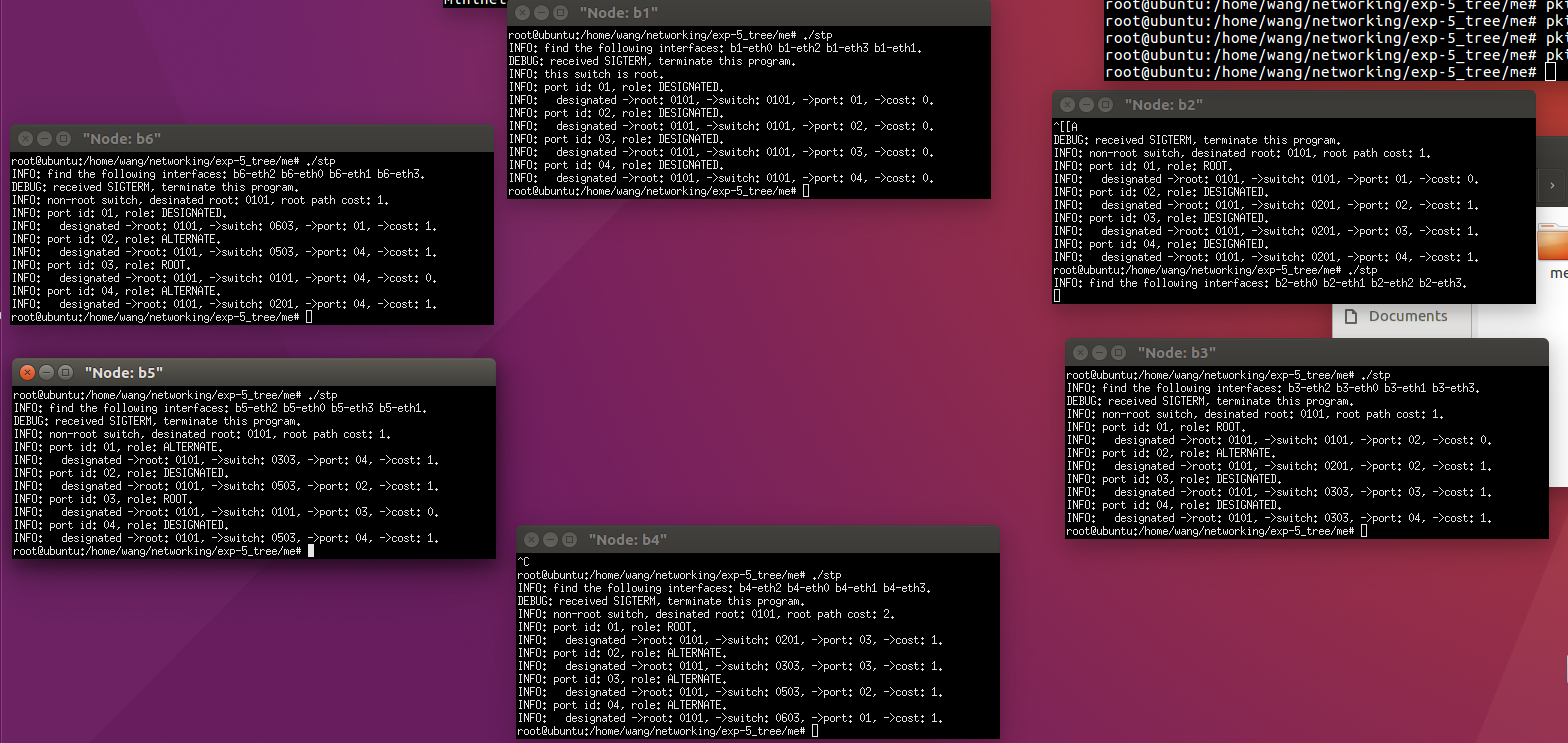 "Node: b1"
root@ubuntu:/home/wang/networking/exp-5_tree/me# ./stp
INFO: find the following interfaces: b1-eth0 b1-eth2 b1-eth3 b1-eth1.
DEBUG: received SIGTERM, terminate this program.
INFO: this switch is root.
INFO: port id: 01, role: DESIGNATED.
INFO:   designated ->root: 0101, ->switch: 0101, ->port: 01, ->cost: 0.
INFO: port id: 02, role: DESIGNATED.
INFO:   designated ->root: 0101, ->switch: 0101, ->port: 02, ->cost: 0.
INFO: port id: 03, role: DESIGNATED.
INFO:   designated ->root: 0101, ->switch: 0101, ->port: 03, ->cost: 0.
INFO: port id: 04, role: DESIGNATED.
INFO:   designated ->root: 0101, ->switch: 0101, ->port: 04, ->cost: 0.
root@ubuntu:/home/wang/networking/exp-5_tree/me#
root@ubuntu:/home/wang/networking/exp-5_tree/me#
root@ubuntu:/home/wang/networking/exp-5_tree/me#
root@ubuntu:/home/wang/networking/exp-5_tree/me#
root@ubuntu:/home/wang/networking/exp-5_tree/me#
root@ubuntu:/home/wang/networking/exp-5_tree/me#
"Node: b2"
^[[A
DEBUG: received SIGTERM, terminate this program.
INFO: non-root switch, desinated root: 0101, root path cost: 1.
INFO: port id: 01, role: ROOT.
INFO:   designated ->root: 0101, ->switch: 0101, ->port: 01, ->cost: 0.
INFO: port id: 02, role: DESIGNATED.
INFO:   designated ->root: 0101, ->switch: 0201, ->port: 02, ->cost: 1.
INFO: port id: 03, role: DESIGNATED.
INFO:   designated ->root: 0101, ->switch: 0201, ->port: 03, ->cost: 1.
INFO: port id: 04, role: DESIGNATED.
INFO:   designated ->root: 0101, ->switch: 0201, ->port: 04, ->cost: 1.
root@ubuntu:/home/wang/networking/exp-5_tree/me# ./stp
INFO: find the following interfaces: b2-eth0 b2-eth1 b2-eth2 b2-eth3.
Documents
"Node: b6"
root@ubuntu:/home/wang/networking/exp-5_tree/me# ./stp
INFO: find the following interfaces: b6-eth2 b6-eth0 b6-eth1 b6-eth3.
DEBUG: received SIGTERM, terminate this program.
INFO: non-root switch, desinated root: 0101, root path cost: 1.
INFO: port id: 01, role: DESIGNATED.
INFO:   designated ->root: 0101, ->switch: 0603, ->port: 01, ->cost: 1.
INFO: port id: 02, role: ALTERNATE.
INFO:   designated ->root: 0101, ->switch: 0503, ->port: 04, ->cost: 1.
INFO: port id: 03, role: ROOT.
INFO:   designated ->root: 0101, ->switch: 0101, ->port: 04, ->cost: 0.
INFO: port id: 04, role: ALTERNATE.
INFO:   designated ->root: 0101, ->switch: 0201, ->port: 04, ->cost: 1.
root@ubuntu:/home/wang/networking/exp-5_tree/me#
"Node: b3"
root@ubuntu:/home/wang/networking/exp-5_tree/me# ./stp
INFO: find the following interfaces: b3-eth2 b3-eth0 b3-eth1 b3-eth3.
DEBUG: received SIGTERM, terminate this program.
INFO: non-root switch, desinated root: 0101, root path cost: 1.
INFO: port id: 01, role: ROOT.
INFO:   designated ->root: 0101, ->switch: 0101, ->port: 02, ->cost: 0.
INFO: port id: 02, role: ALTERNATE.
INFO:   designated ->root: 0101, ->switch: 0201, ->port: 02, ->cost: 1.
INFO: port id: 03, role: DESIGNATED.
INFO:   designated ->root: 0101, ->switch: 0303, ->port: 03, ->cost: 1.
INFO: port id: 04, role: DESIGNATED.
INFO:   designated ->root: 0101, ->switch: 0303, ->port: 04, ->cost: 1.
root@ubuntu:/home/wang/networking/exp-5_tree/me#
"Node: b5"
root@ubuntu:/home/wang/networking/exp-5_tree/me# ./stp
INFO: find the following interfaces: b5-eth2 b5-eth0 b5-eth3 b5-eth1.
DEBUG: received SIGTERM, terminate this program.
INFO: non-root switch, desinated root: 0101, root path cost: 1.
INFO: port id: 01, role: ALTERNATE.
INFO:   designated ->root: 0101, ->switch: 0303, ->port: 04, ->cost: 1.
INFO: port id: 02, role: DESIGNATED.
INFO:   designated ->root: 0101, ->switch: 0503, ->port: 02, ->cost: 1.
INFO: port id: 03, role: ROOT.
INFO:   designated ->root: 0101, ->switch: 0101, ->port: 03, ->cost: 0.
INFO: port id: 04, role: DESIGNATED.
INFO:   designated ->root: 0101, ->switch: 0503, ->port: 04, ->cost: 1.
root@ubuntu:/home/wang/networking/exp-5_tree/me#
"Node: b4"
^C
root@ubuntu:/home/wang/networking/exp-5_tree/me# ./stp
INFO: find the following interfaces: b4-eth2 b4-eth0 b4-eth1 b4-eth3.
DEBUG: received SIGTERM, terminate this program.
INFO: non-root switch, desinated root: 0101, root path cost: 2.
INFO: port id: 01, role: ROOT.
INFO:   designated ->root: 0101, ->switch: 0201, ->port: 03, ->cost: 1.
INFO: port id: 02, role: ALTERNATE.
INFO:   designated ->root: 0101, ->switch: 0303, ->port: 03, ->cost: 1.
INFO: port id: 03, role: ALTERNATE.
INFO:   designated ->root: 0101, ->switch: 0503, ->port: 02, ->cost: 1.
INFO: port id: 04, role: ALTERNATE.
INFO:   designated ->root: 0101, ->switch: 0603, ->port: 01, ->cost: 1.
root@ubuntu:/home/wang/networking/exp-5_tree/me#